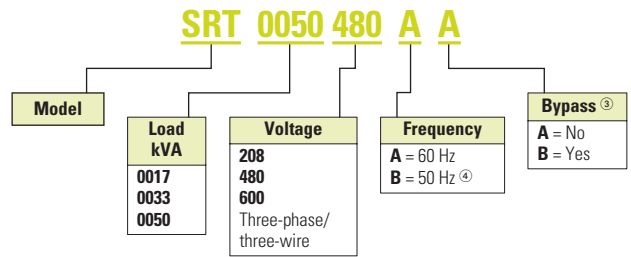 SRT 0050 480 A A
Model
Load
kVA
0017
0033
0050
Voltage
208
480
600
Three-phase/
three-wire
Frequency
A = 60 Hz
B = 50 Hz ④
Bypass ③
A = No
B = Yes